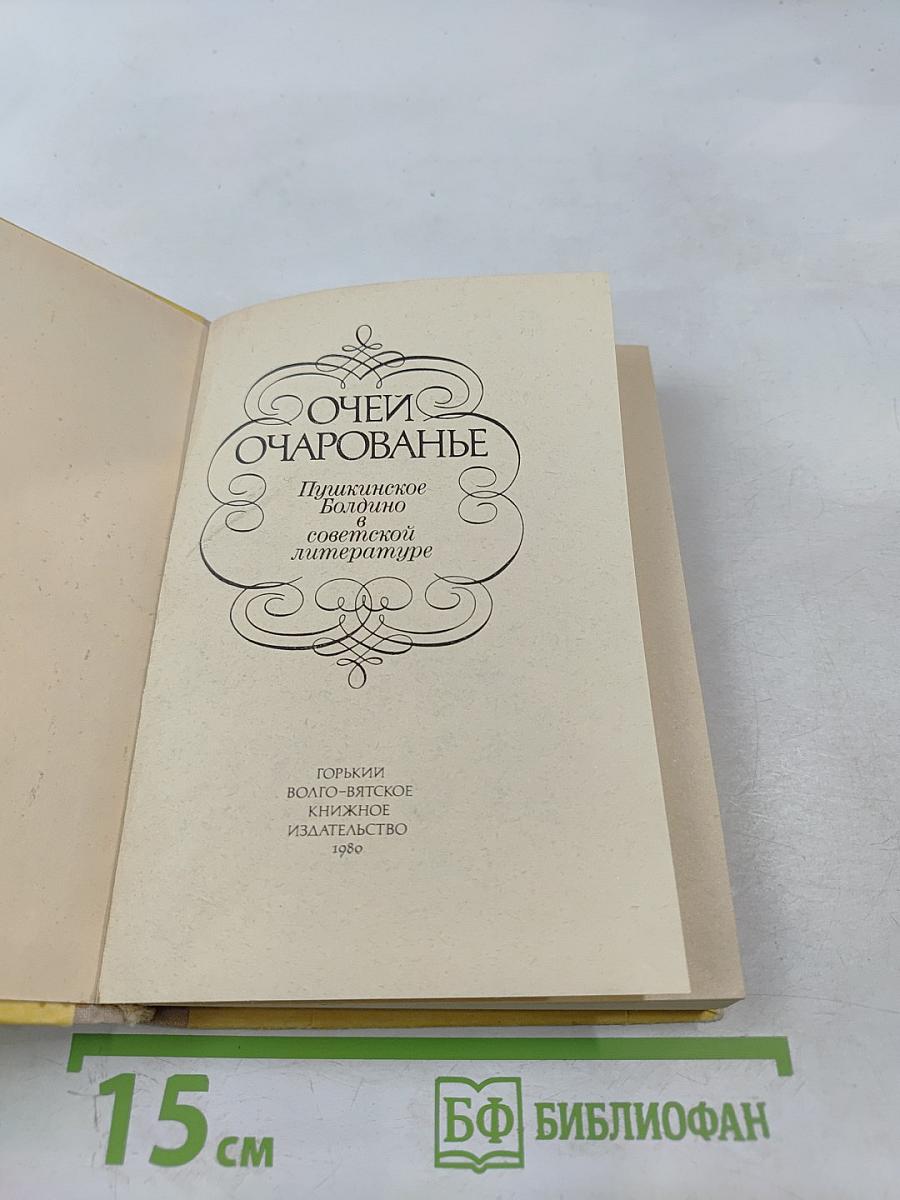 ОЧЕЙ
ОЧАРОВАНЬЕ
Пушкинское
Болдино
в
советской
литературе
ГОРЬКИЙ
ВОЛГО-ВЯТСКОЕ
КНИЖНОЕ
ИЗДАТЕЛЬСТВО
1980
15 см
БФ БИБЛИОФАН